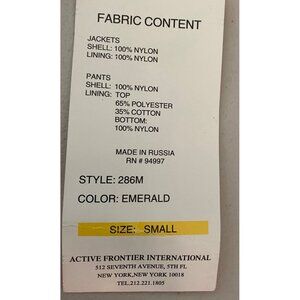 FABRIC CONTENT
JACKETS
SHELL: 100% NYLON
LINING: 100% NYLON
PANTS
SHELL: 100% NYLON
LINING: TOP
65% POLYESTER
35% COTTON
BOTTOM:
100% NYLON
MADE IN RUSSIA
RN # 94997
STYLE: 286M
COLOR: EMERALD
SIZE: SMALL
ACTIVE FRONTIER INTERNATIONAL
512 SEVENTH AVENUE, 5TH FL
NEW YORK,NEW YORK 10018
TEL.212.221.1805